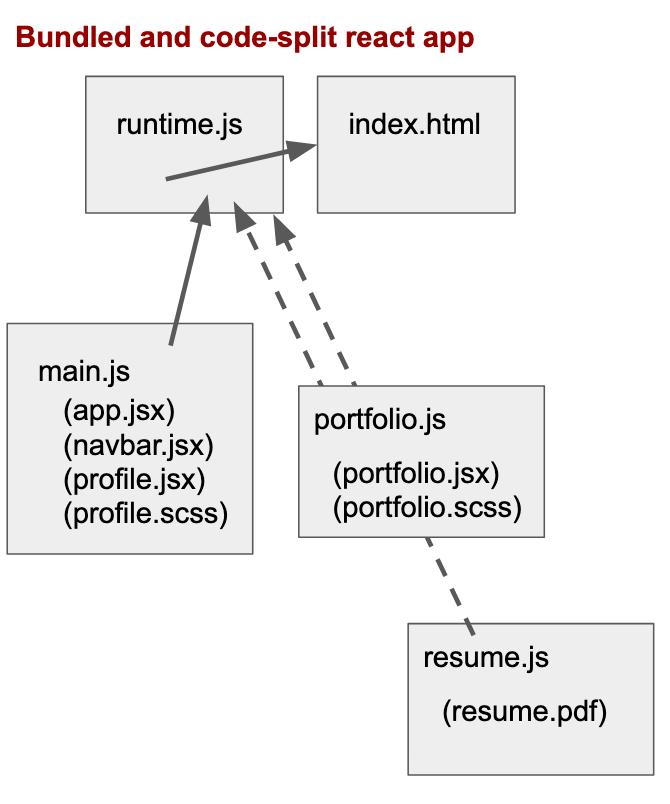 Bundled and code-split react app
runtime.js
index.html
main.js
(app.jsx)
(navbar.jsx)
(profile.jsx)
(profile.scss)
portfolio.js
(portfolio.jsx)
(portfolio.scss)
resume.js
(resume.pdf)